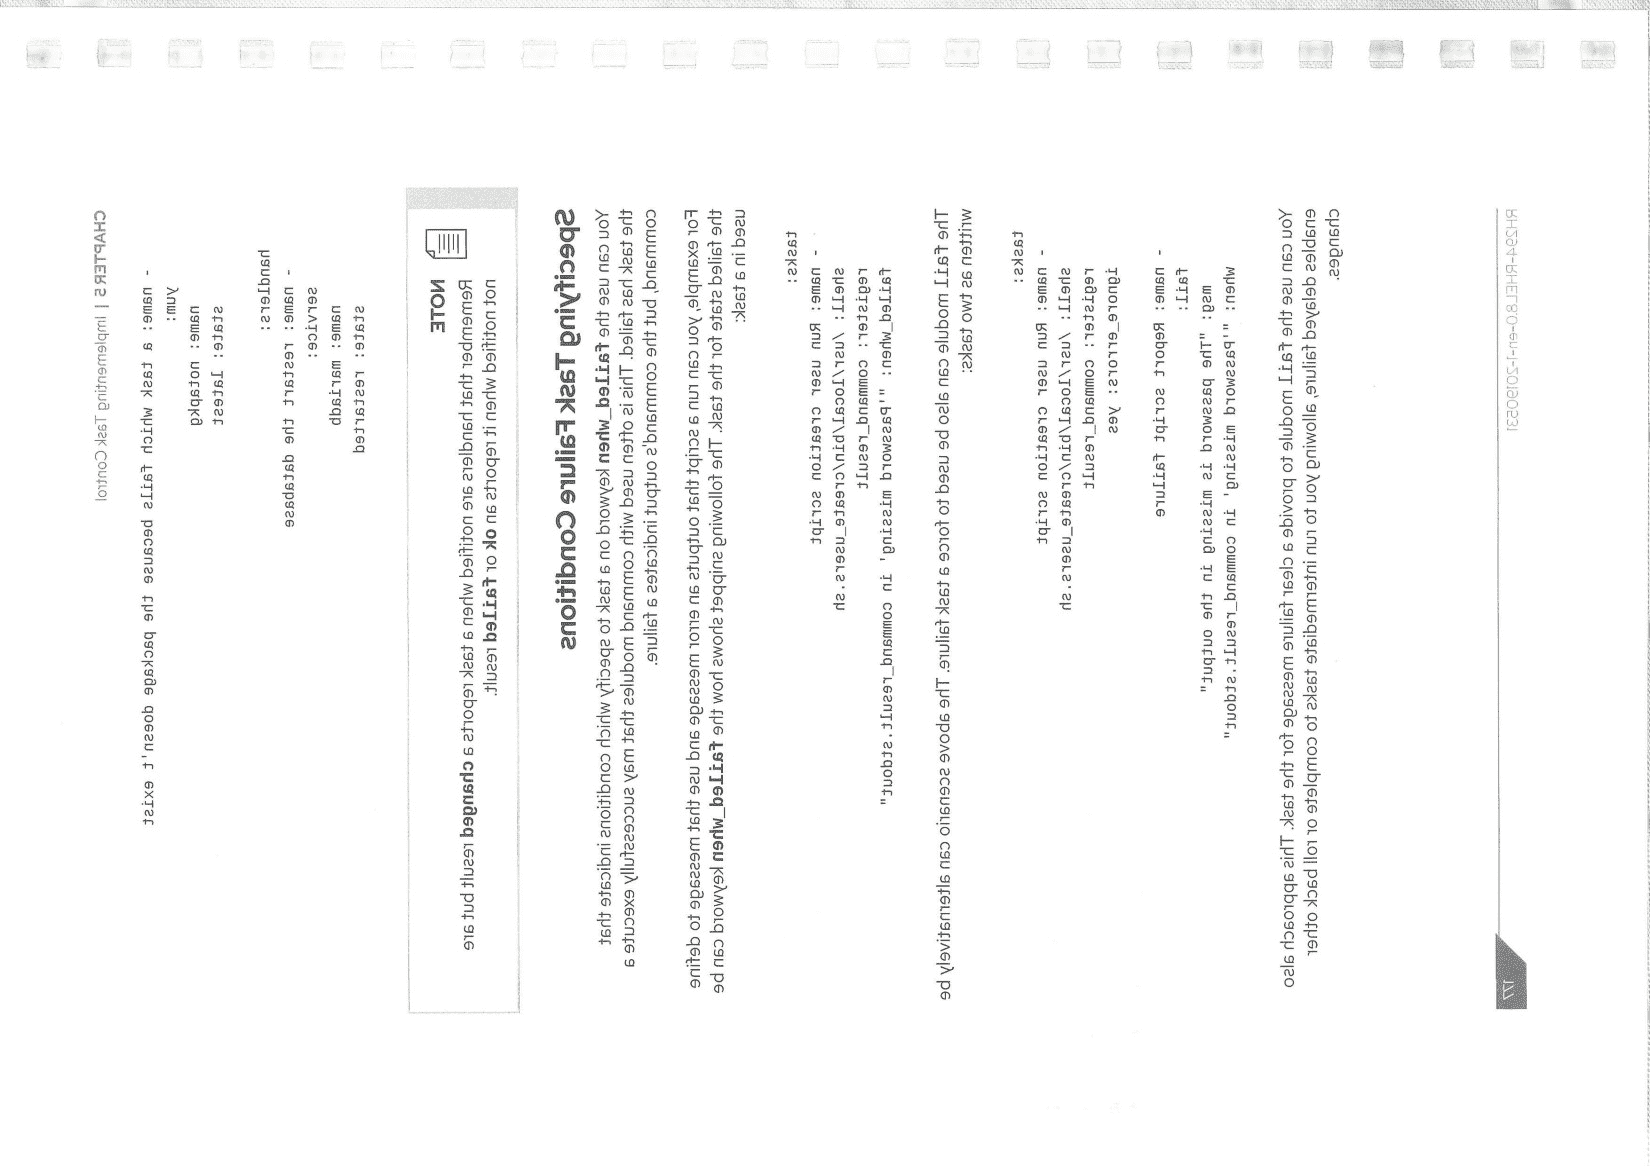 CHAPTER 5 | Implementing Task Control
- name: a task which fails because the package doesn't exist
yum:
name: notapkg
state: latest
handlers:
- name: restart the database
service:
name: mariadb
state: restarted
NOTE
Remember that handlers are notified when a task reports a changed result but are
not notified when it reports an ok or failed result.
Specifying Task Failure Conditions
You can use the failed_when keyword on a task to specify which conditions indicate that
the task has failed. This is often used with command modules that may successfully execute a
command, but the command's output indicates a failure.
For example, you can run a script that outputs an error message and use that message to define
the failed state for the task. The following snippet shows how the failed_when keyword can be
used in a task:
tasks:
- name: Run user creation script
shell: /usr/local/bin/create_users.sh
register: command_result
failed_when: "'Password missing' in command_result.stdout"
The fail module can also be used to force a task failure. The above scenario can alternatively be
written as two tasks:
tasks:
- name: Run user creation script
shell: /usr/local/bin/create_users.sh
register: command_result
ignore_errors: yes
- name: Report script failure
fail:
msg: "The password is missing in the output"
when: "'Password missing' in command_result.stdout"
You can use the fail module to provide a clear failure message for the task. This approach also
enables delayed failure, allowing you to run intermediate tasks to complete or roll back other
changes.
RH294-RHEL8.0-en-1-20190531
177